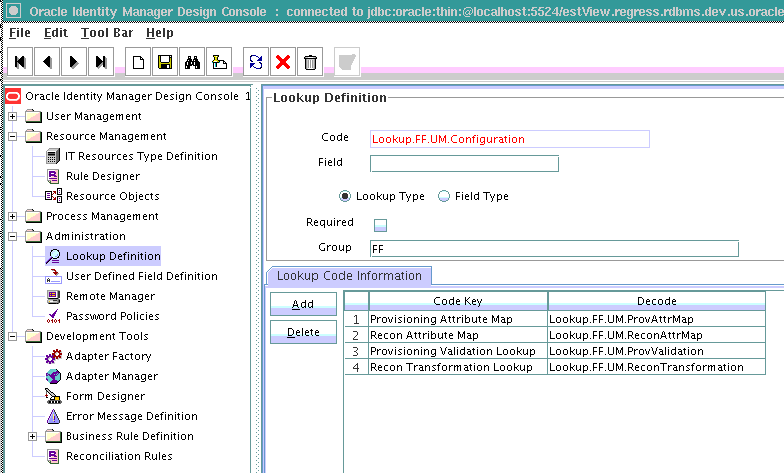 Oracle Identity Manager Design Console : connected to jdbc:oracle:thin:@localhost:5524/estView.regress.rdbms.dev.us.oracle
File Edit Tool Bar Help
Oracle Identity Manager Design Console 1
User Management
Resource Management
IT Resources Type Definition
Rule Designer
Resource Objects
Process Management
Administration
Lookup Definition
User Defined Field Definition
Remote Manager
Password Policies
Development Tools
Adapter Factory
Adapter Manager
Form Designer
Error Message Definition
Business Rule Definition
Reconciliation Rules
Lookup Definition
Code Lookup.FF.UM.Configuration
Field
Lookup Type Field Type
Required
Group FF
Lookup Code Information
Add
Delete
Code Key Decode
1 Provisioning Attribute Map Lookup.FF.UM.ProvAttrMap
2 Recon Attribute Map Lookup.FF.UM.ReconAttrMap
3 Provisioning Validation Lookup Lookup.FF.UM.ProvValidation
4 Recon Transformation Lookup Lookup.FF.UM.ReconTransformation